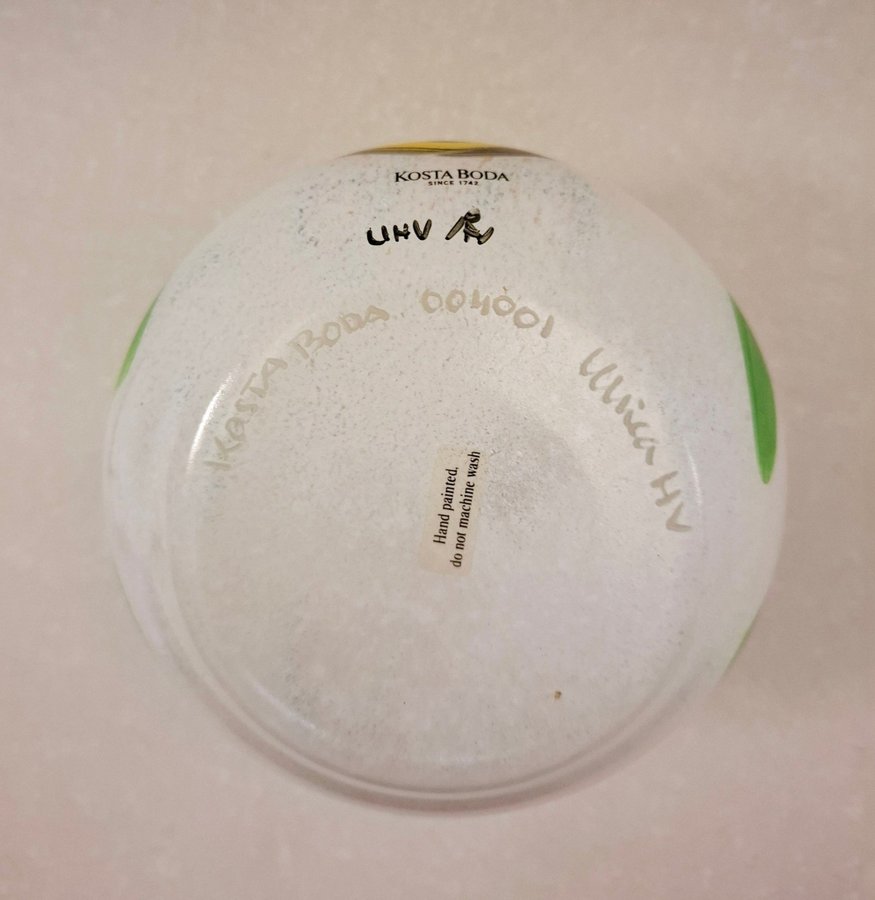 KOSTA BODA
SINCE 1742
UHV
KOSTA BODA 004001 Ulrica HV
Hand painted.
do not machine wash